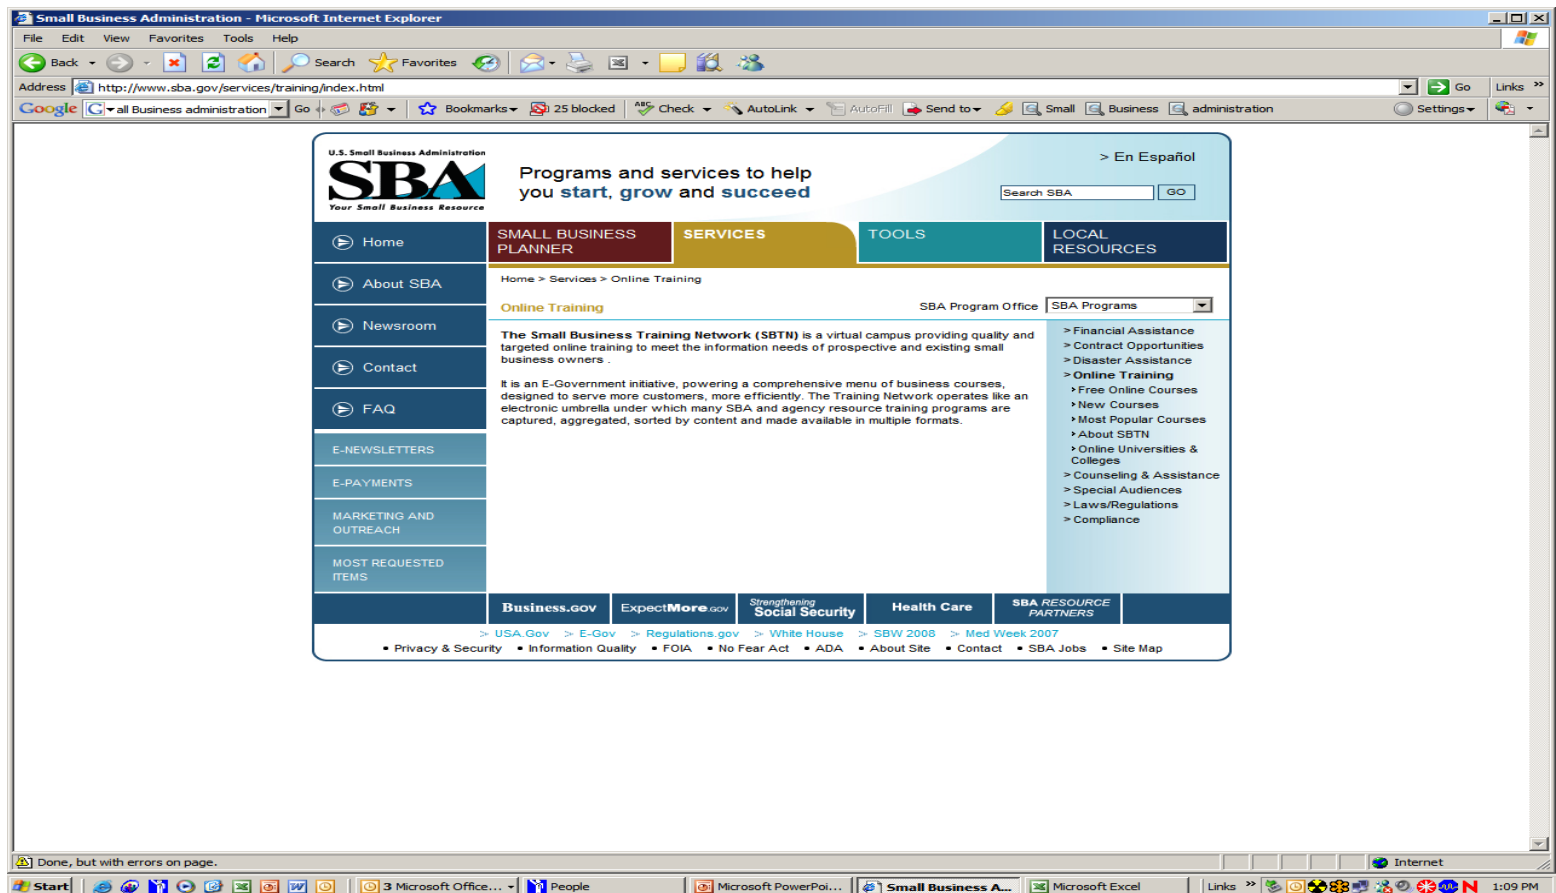 Small Business Administration - Microsoft Internet Explorer
File Edit View Favorites Tools Help
Back Search Favorites
Address http://www.sba.gov/services/training/index.html Go Links »
Google G all Business administration Go Bookmarks 25 blocked ABC Check AutoLink AutoFill Send to Small Business administration Settings
U.S. Small Business Administration
SBA
Your Small Business Resource
Programs and services to help
you start, grow and succeed
> En Español
Search SBA GO
Home
About SBA
Newsroom
Contact
FAQ
E-NEWSLETTERS
E-PAYMENTS
MARKETING AND
OUTREACH
MOST REQUESTED
ITEMS
SMALL BUSINESS
PLANNER
SERVICES
TOOLS
LOCAL
RESOURCES
Home > Services > Online Training
Online Training
SBA Program Office SBA Programs
The Small Business Training Network (SBTN) is a virtual campus providing quality and
targeted online training to meet the information needs of prospective and existing small
business owners .
It is an E-Government initiative, powering a comprehensive menu of business courses,
designed to serve more customers, more efficiently. The Training Network operates like an
electronic umbrella under which many SBA and agency resource training programs are
captured, aggregated, sorted by content and made available in multiple formats.
> Financial Assistance
> Contract Opportunities
> Disaster Assistance
> Online Training
Free Online Courses
New Courses
Most Popular Courses
About SBTN
Online Universities &
Colleges
> Counseling & Assistance
> Special Audiences
> Laws/Regulations
> Compliance
Business.gov
ExpectMore.gov
Strengthening
Social Security
Health Care
SBA RESOURCE
PARTNERS
> USA.Gov > E-Gov > Regulations.gov > White House > SBW 2008 > Med Week 2007
• Privacy & Security • Information Quality • FOIA • No Fear Act • ADA • About Site • Contact • SBA Jobs • Site Map
Done, but with errors on page. Internet
Start 3 Microsoft Office... People Microsoft PowerPoi... Small Business A... Microsoft Excel Links » 1:09 PM